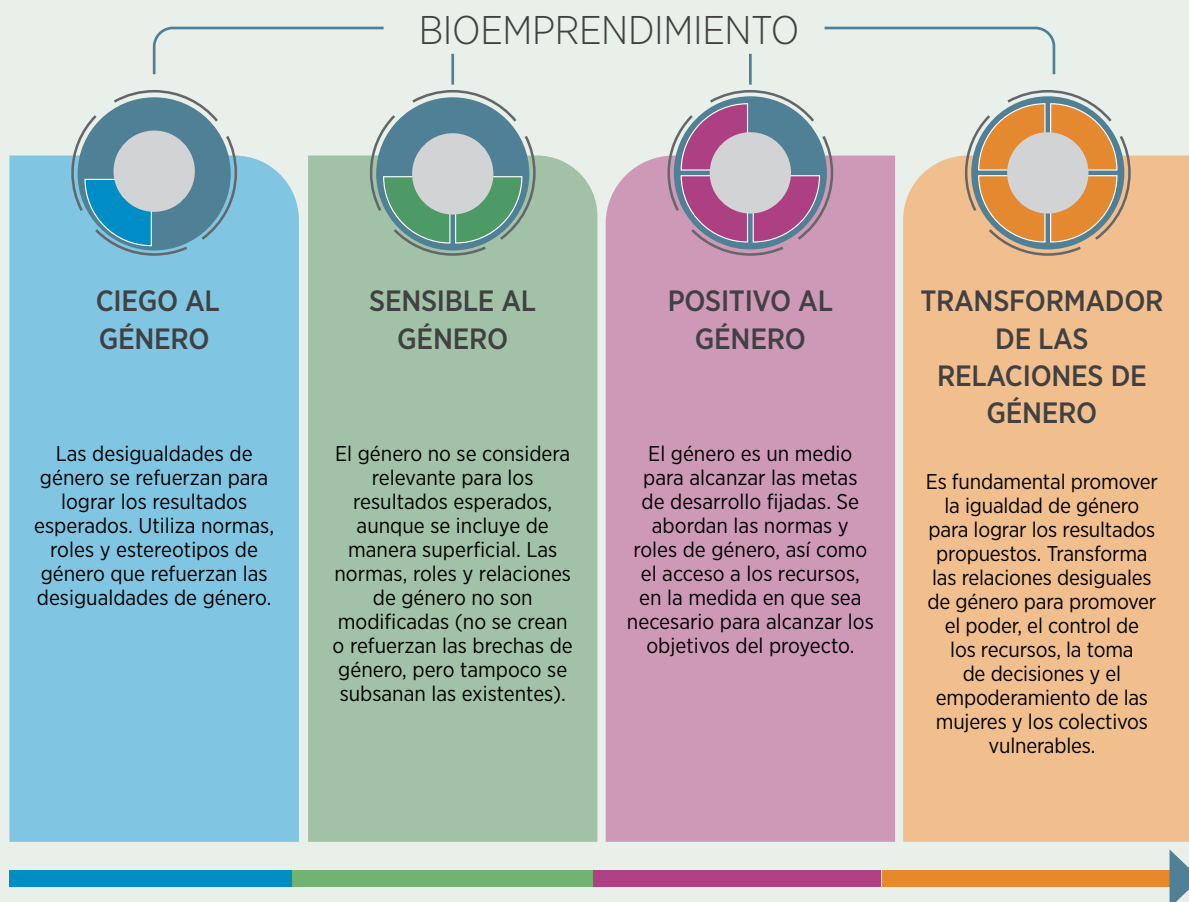 BIOEMPRENDIMIENTO
CIEGO AL
GÉNERO
Las desigualdades de
género se refuerzan para
lograr los resultados
esperados. Utiliza normas,
roles y estereotipos de
género que refuerzan las
desigualdades de género.
SENSIBLE AL
GÉNERO
El género no se considera
relevante para los
resultados esperados,
aunque se incluye de
manera superficial. Las
normas, roles y relaciones
de género no son
modificadas (no se crean
o refuerzan las brechas de
género, pero tampoco se
subsanan las existentes).
POSITIVO AL
GÉNERO
El género es un medio
para alcanzar las metas
de desarrollo fijadas. Se
abordan las normas y
roles de género, así como
el acceso a los recursos,
en la medida en que sea
necesario para alcanzar los
objetivos del proyecto.
TRANSFORMADOR
DE LAS
RELACIONES DE
GÉNERO
Es fundamental promover
la igualdad de género
para lograr los resultados
propuestos. Transforma
las relaciones desiguales
de género para promover
el poder, el control de
los recursos, la toma
de decisiones y el
empoderamiento de las
mujeres y los colectivos
vulnerables.